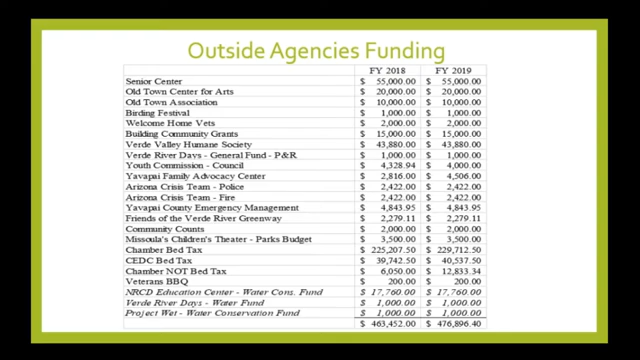 Outside Agencies Funding
FY 2018 FY 2019
Senior Center $ 55,000.00 $ 55,000.00
Old Town Center for Arts $ 20,000.00 $ 20,000.00
Old Town Association $ 10,000.00 $ 10,000.00
Birding Festival $ 1,000.00 $ 1,000.00
Welcome Home Vets $ 2,000.00 $ 2,000.00
Building Community Grants $ 15,000.00 $ 15,000.00
Verde Valley Humane Society $ 43,880.00 $ 43,880.00
Verde River Days - General Fund - P&R $ 1,000.00 $ 1,000.00
Youth Commission - Council $ 4,328.94 $ 4,000.00
Yavapai Family Advocacy Center $ 2,816.00 $ 4,506.00
Arizona Crisis Team - Police $ 2,422.00 $ 2,422.00
Arizona Crisis Team - Fire $ 2,422.00 $ 2,422.00
Yavapai County Emergency Management $ 4,843.95 $ 4,843.95
Friends of the Verde River Greenway $ 2,279.11 $ 2,279.11
Community Counts $ 2,000.00 $ 2,000.00
Missoula's Children's Theater - Parks Budget $ 3,500.00 $ 3,500.00
Chamber Bed Tax $ 225,207.50 $ 229,712.50
CEDC Bed Tax $ 39,742.50 $ 40,537.50
Chamber NOT Bed Tax $ 6,050.00 $ 12,833.34
Veterans BBQ $ 200.00 $ 200.00
NRCD Education Center - Water Cons. Fund $ 17,760.00 $ 17,760.00
Verde River Days - Water Fund $ 1,000.00 $ 1,000.00
Project Wet - Water Conservation Fund $ 1,000.00 $ 1,000.00
$ 463,452.00 $ 476,896.40